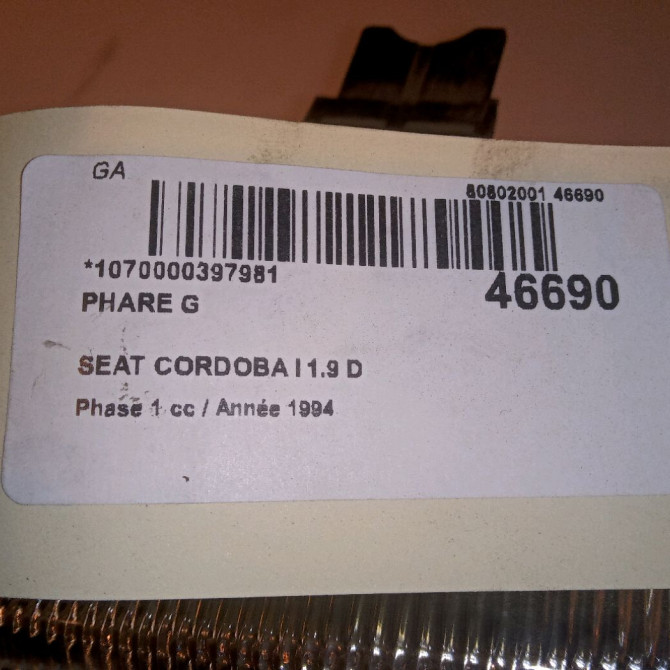 GA
80802001 46690
*1070000397981
46690
PHARE G
SEAT CORDOBA I 1.9 D
Phase 1 cc / Année 1994